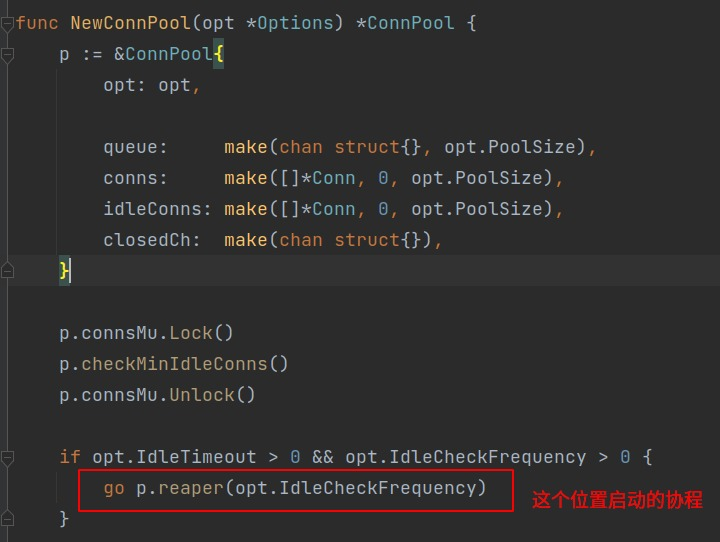 func NewConnPool(opt *Options) *ConnPool {
p := &ConnPool{
opt: opt,
queue:     make(chan struct{}, opt.PoolSize),
conns:     make([]*Conn, 0, opt.PoolSize),
idleConns: make([]*Conn, 0, opt.PoolSize),
closedCh:  make(chan struct{}),
}
p.connsMu.Lock()
p.checkMinIdleConns()
p.connsMu.Unlock()
if opt.IdleTimeout > 0 && opt.IdleCheckFrequency > 0 {
go p.reaper(opt.IdleCheckFrequency) 这个位置启动的协程
}